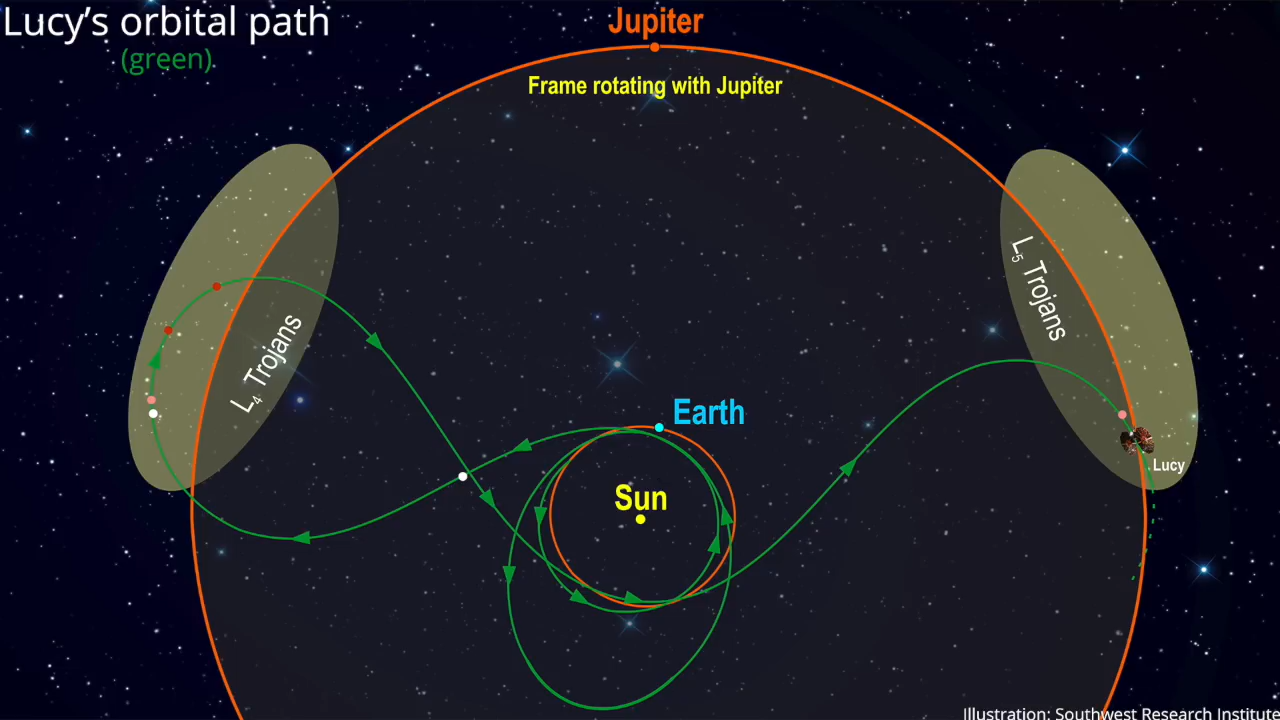 Lucy’s orbital path
(green)
Jupiter
Frame rotating with Jupiter
L4 Trojans
L5 Trojans
Earth
Sun
Lucy
Illustration: Southwest Research Institute